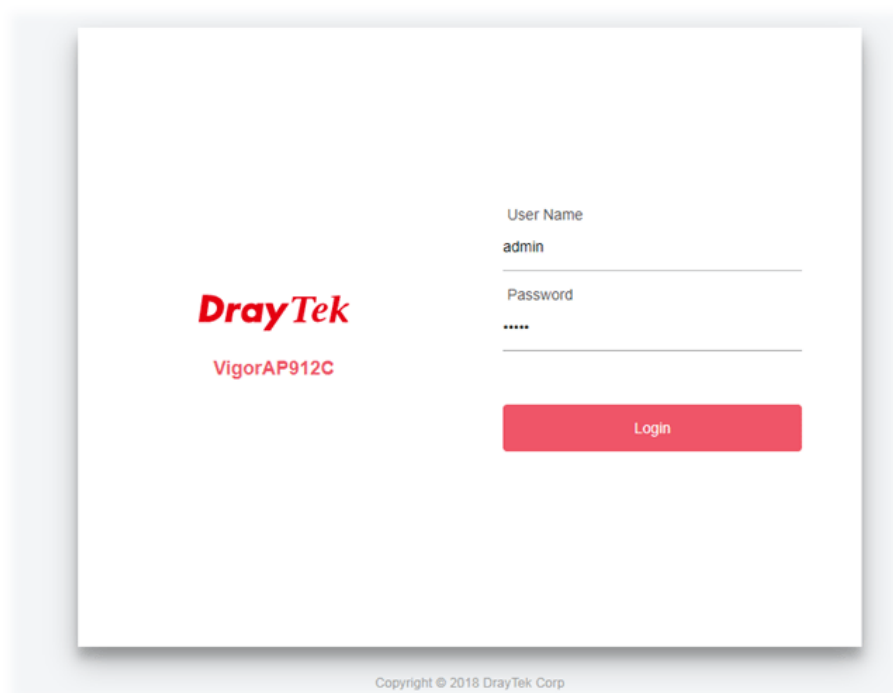 User Name
admin
Password
•••••
DrayTek
VigorAP912C
Login
Copyright © 2018 DrayTek Corp